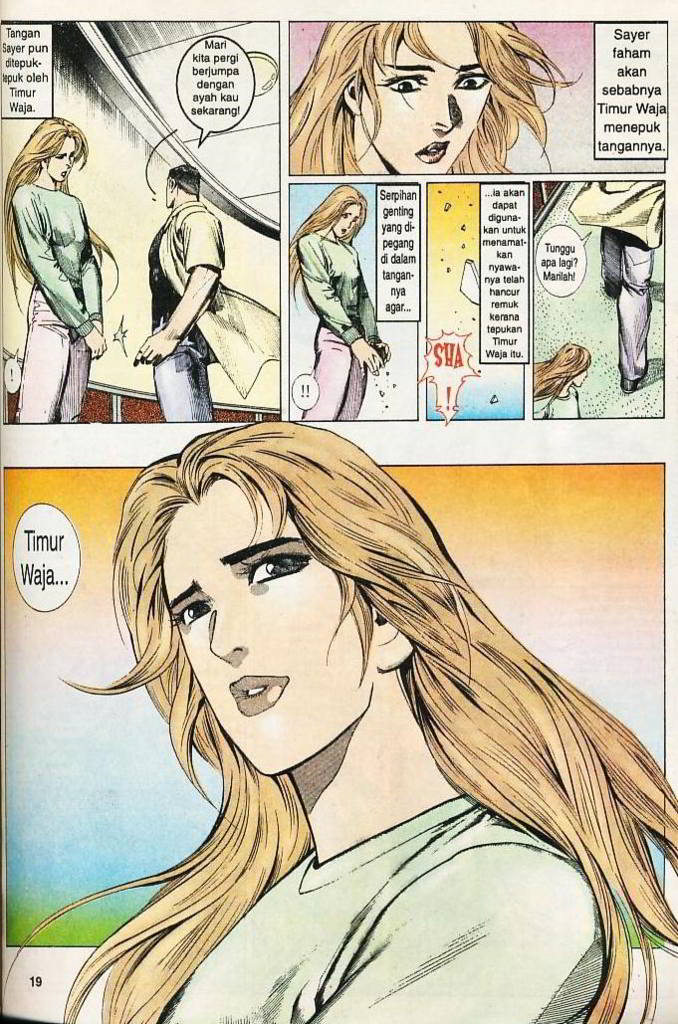 Tangan
Sayer pun
ditepuk-
tepuk oleh
Timur
Waja.
Mari
kita pergi
berjumpa
dengan
ayah kau
sekarang!
!
Sayer
faham
akan
sebabnya
Timur Waja
menepuk
tangannya.
Serpihan
genting
yang di-
pegang
di dalam
tangan-
nya
agar...
!!
...ia akan
dapat
diguna-
kan untuk
menamat-
kan
nyawa-
nya telah
hancur
remuk
kerana
tepukan
Timur
Waja itu.
VHS
!
Tunggu
apa lagi?
Marilah!
Timur
Waja...
19